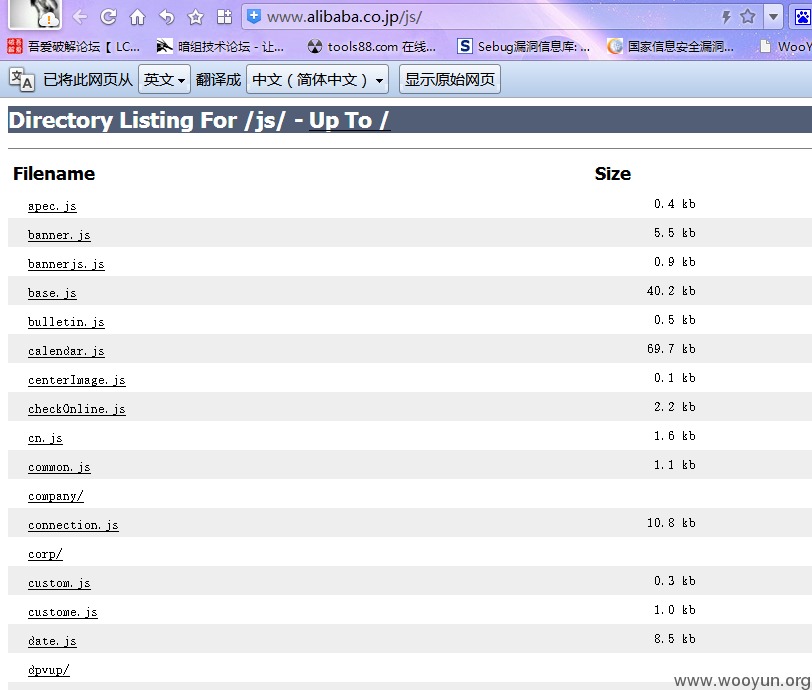 www.alibaba.co.jp/js/
吾爱破解论坛【 LC... 暗组技术论坛 - 让... tools88.com 在线... Sebug漏洞信息库: ... 国家信息安全漏洞... WooY
已将此网页从 英文 翻译成 中文 ( 简体中文 ) 显示原始网页
Directory Listing For /js/ - Up To /
Filename Size
apec.js 0.4 kb
banner.js 5.5 kb
bannerjs.js 0.9 kb
base.js 40.2 kb
bulletin.js 0.5 kb
calendar.js 69.7 kb
centerImage.js 0.1 kb
checkOnline.js 2.2 kb
cn.js 1.6 kb
common.js 1.1 kb
company/
connection.js 10.8 kb
corp/
custom.js 0.3 kb
custome.js 1.0 kb
date.js 8.5 kb
dpvup/
www.wooyun.org